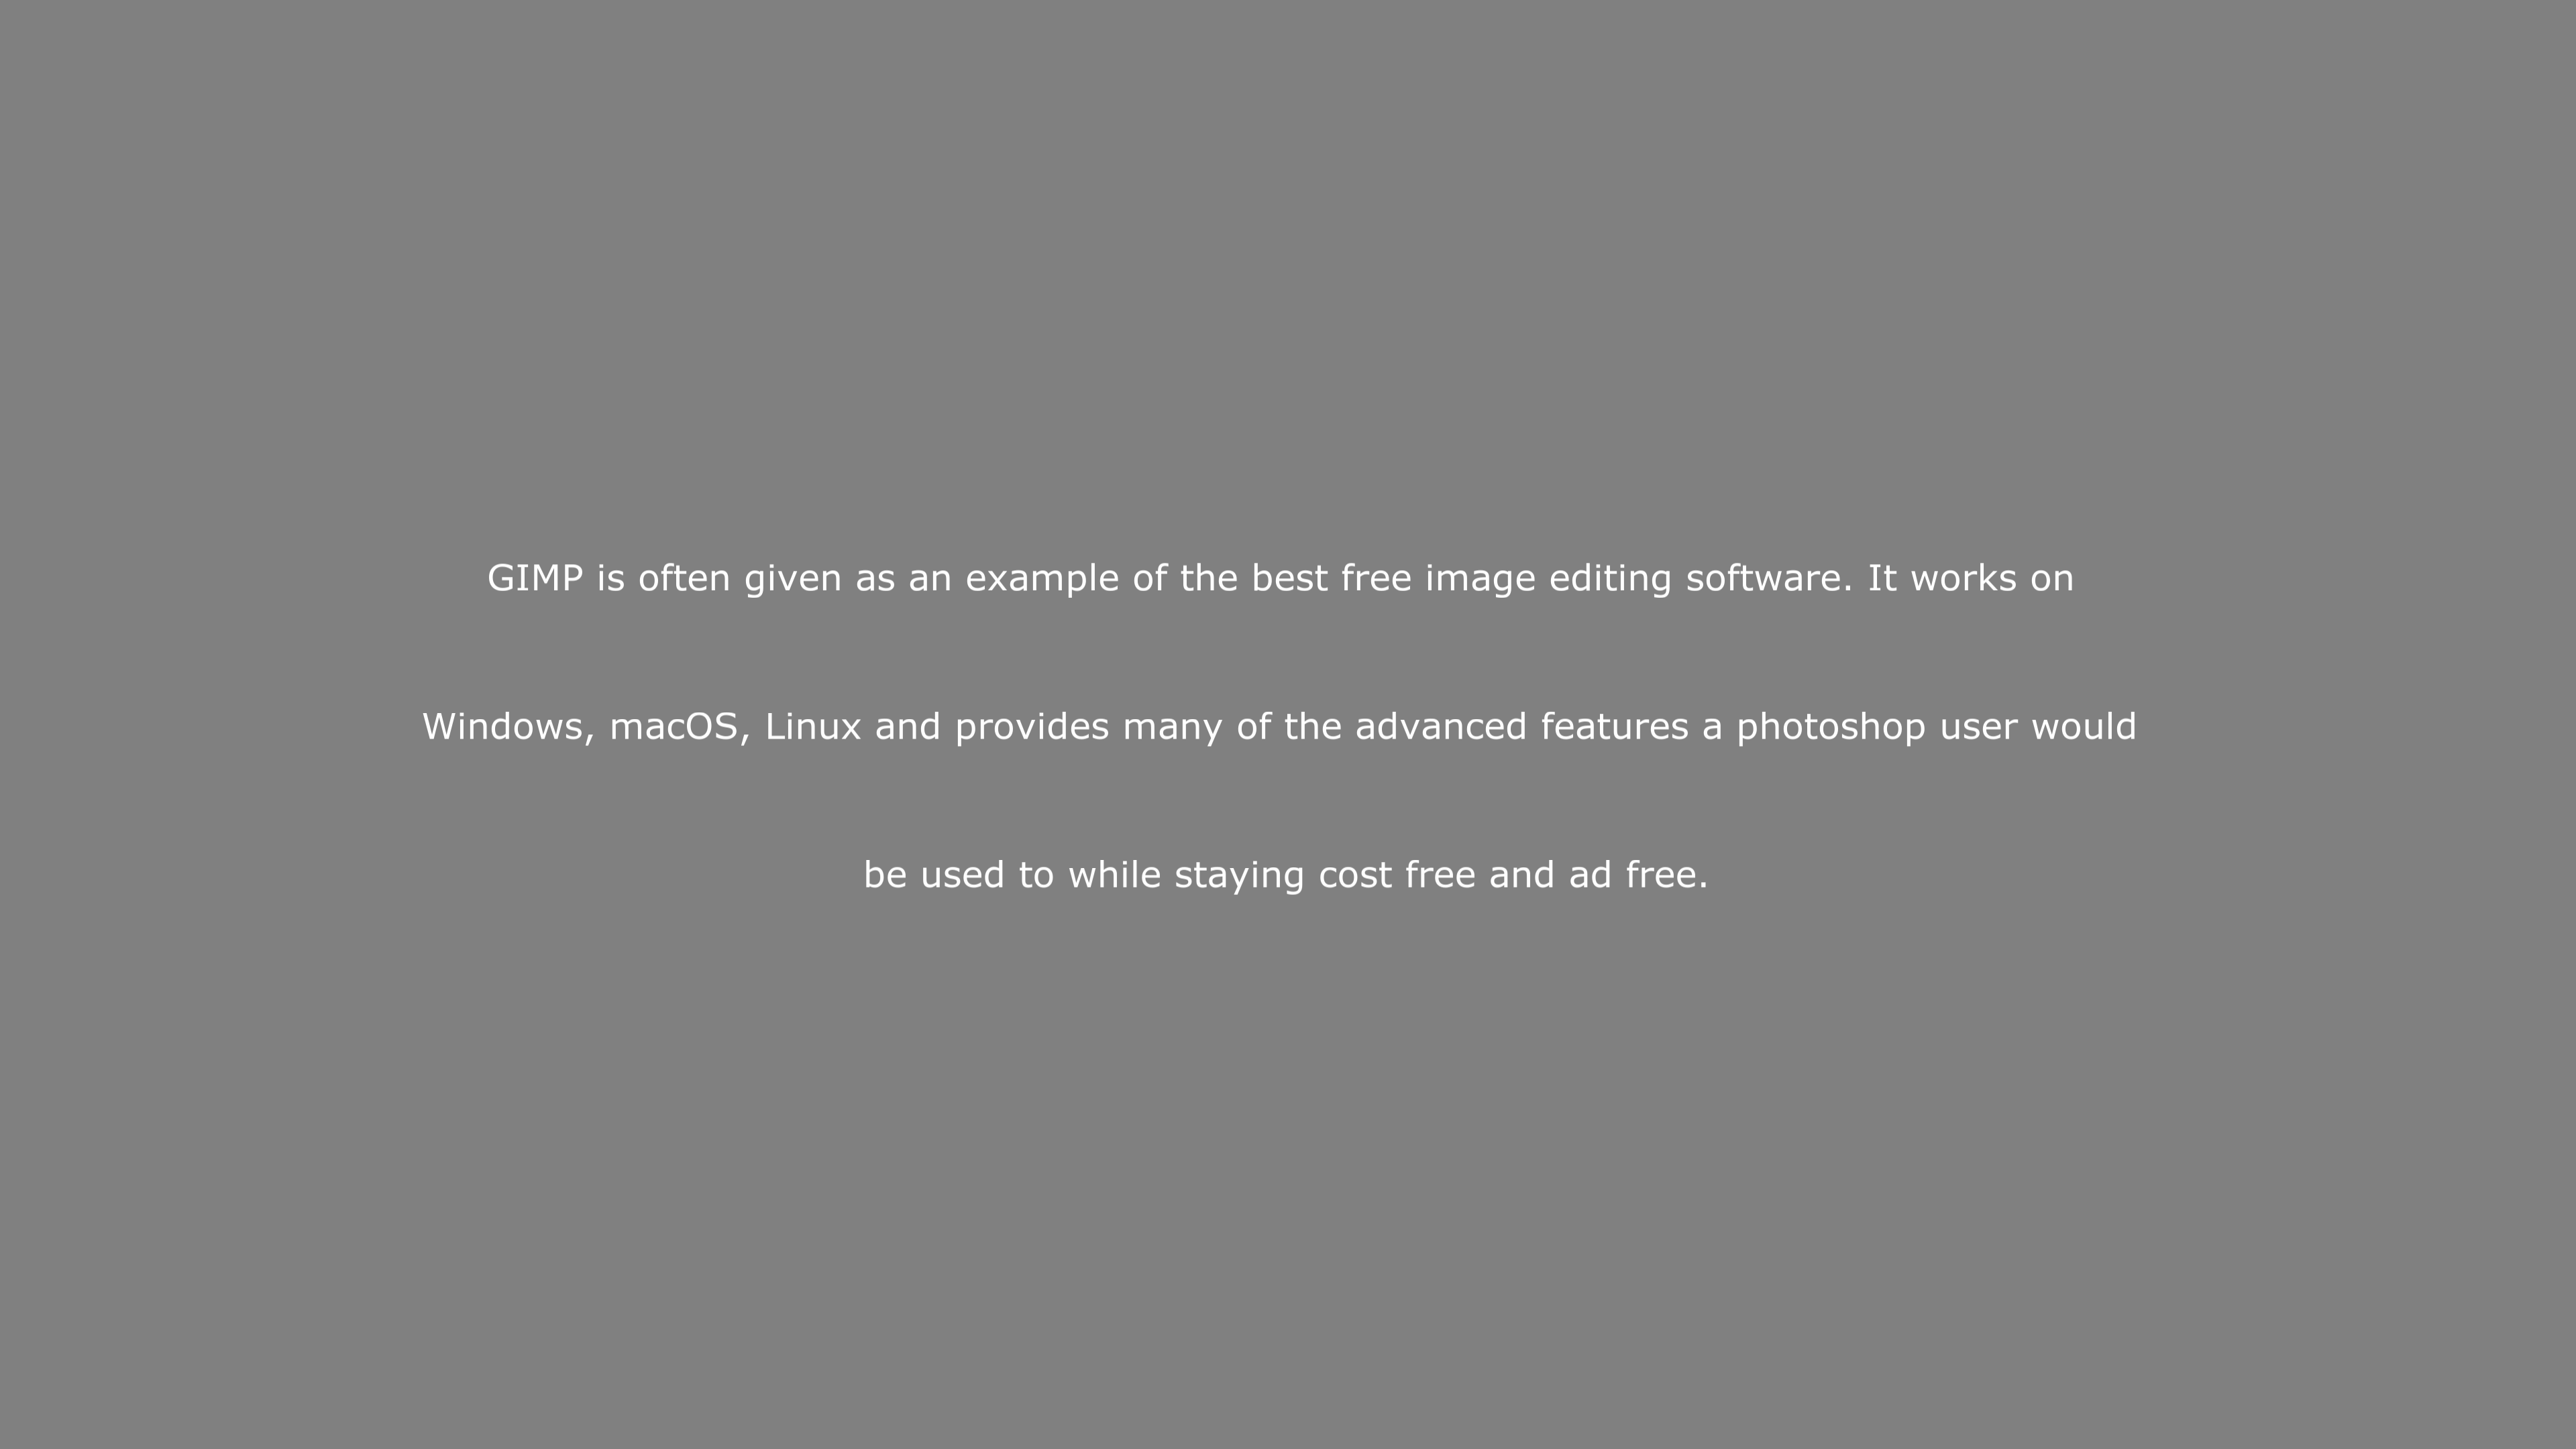 GIMP is often given as an example of the best free image editing software. It works on
Windows, macOS, Linux and provides many of the advanced features a photoshop user would
be used to while staying cost free and ad free.